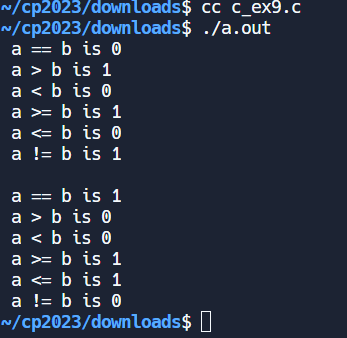 ~/cp2023/downloads$ cc c_ex9.c
~/cp2023/downloads$ ./a.out
a == b is 0
a > b is 1
a < b is 0
a >= b is 1
a <= b is 0
a != b is 1

a == b is 1
a > b is 0
a < b is 0
a >= b is 1
a <= b is 1
a != b is 0
~/cp2023/downloads$